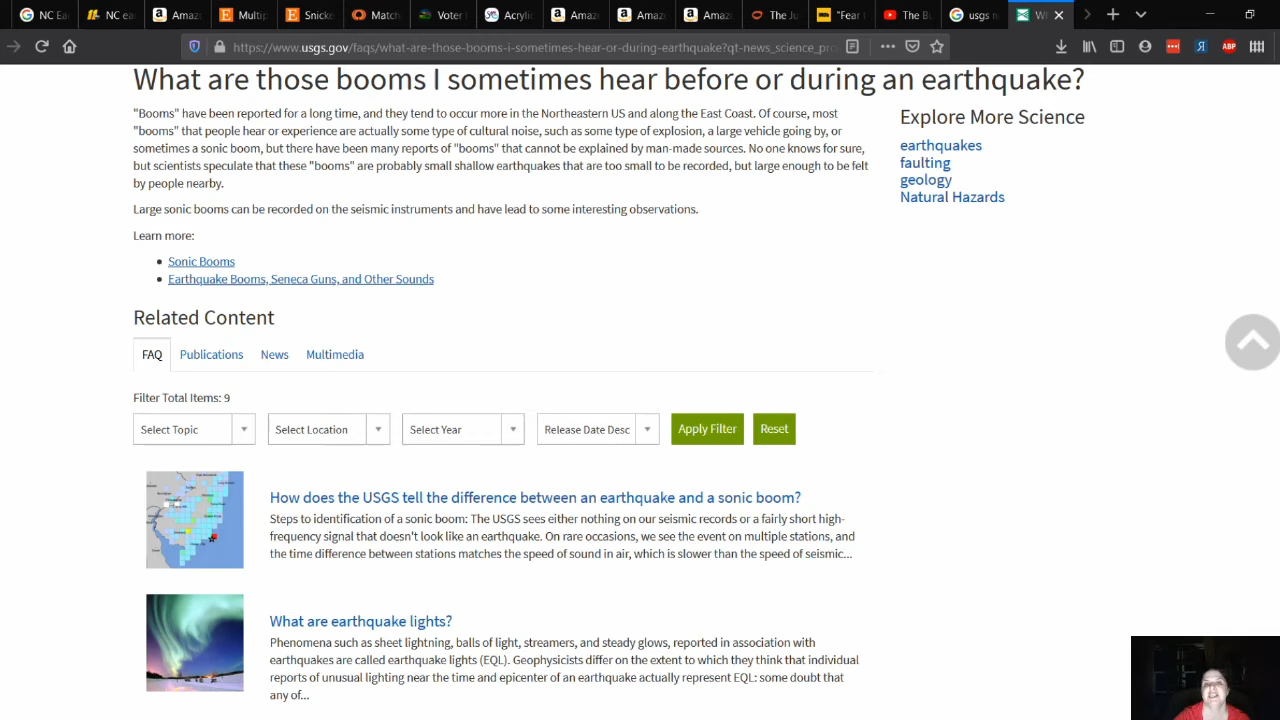 NC Ea
NC ea
Amaz
Multip
Snicke
Match
Voter
Acrylic
Amazo
Amazo
Amazo
The Ju
"Fear
The Bu
usgs n
W
https://www.usgs.gov/faqs/what-are-those-booms-i-sometimes-hear-or-during-earthquake?qt-news_science_pro
ABP
What are those booms I sometimes hear before or during an earthquake?
"Booms" have been reported for a long time, and they tend to occur more in the Northeastern US and along the East Coast. Of course, most
"booms" that people hear or experience are actually some type of cultural noise, such as some type of explosion, a large vehicle going by, or
sometimes a sonic boom, but there have been many reports of "booms" that cannot be explained by man-made sources. No one knows for sure,
but scientists speculate that these "booms" are probably small shallow earthquakes that are too small to be recorded, but large enough to be felt
by people nearby.
Large sonic booms can be recorded on the seismic instruments and have lead to some interesting observations.
Learn more:
Sonic Booms
Earthquake Booms, Seneca Guns, and Other Sounds
Explore More Science
earthquakes
faulting
geology
Natural Hazards
Related Content
FAQ Publications News Multimedia
Filter Total Items: 9
Select Topic Select Location Select Year Release Date Desc Apply Filter Reset
How does the USGS tell the difference between an earthquake and a sonic boom?
Steps to identification of a sonic boom: The USGS sees either nothing on our seismic records or a fairly short high-
frequency signal that doesn't look like an earthquake. On rare occasions, we see the event on multiple stations, and
the time difference between stations matches the speed of sound in air, which is slower than the speed of seismic...
What are earthquake lights?
Phenomena such as sheet lightning, balls of light, streamers, and steady glows, reported in association with
earthquakes are called earthquake lights (EQL). Geophysicists differ on the extent to which they think that individual
reports of unusual lighting near the time and epicenter of an earthquake actually represent EQL: some doubt that
any of...